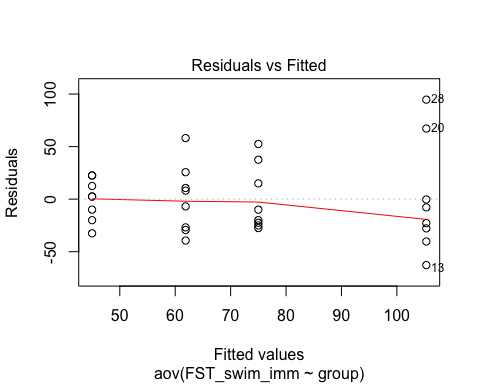 Residuals vs Fitted
100
50
0
-50
Residuals
28
20
13
50 60 70 80 90 100
Fitted values
aov(FST_swim_imm ~ group)